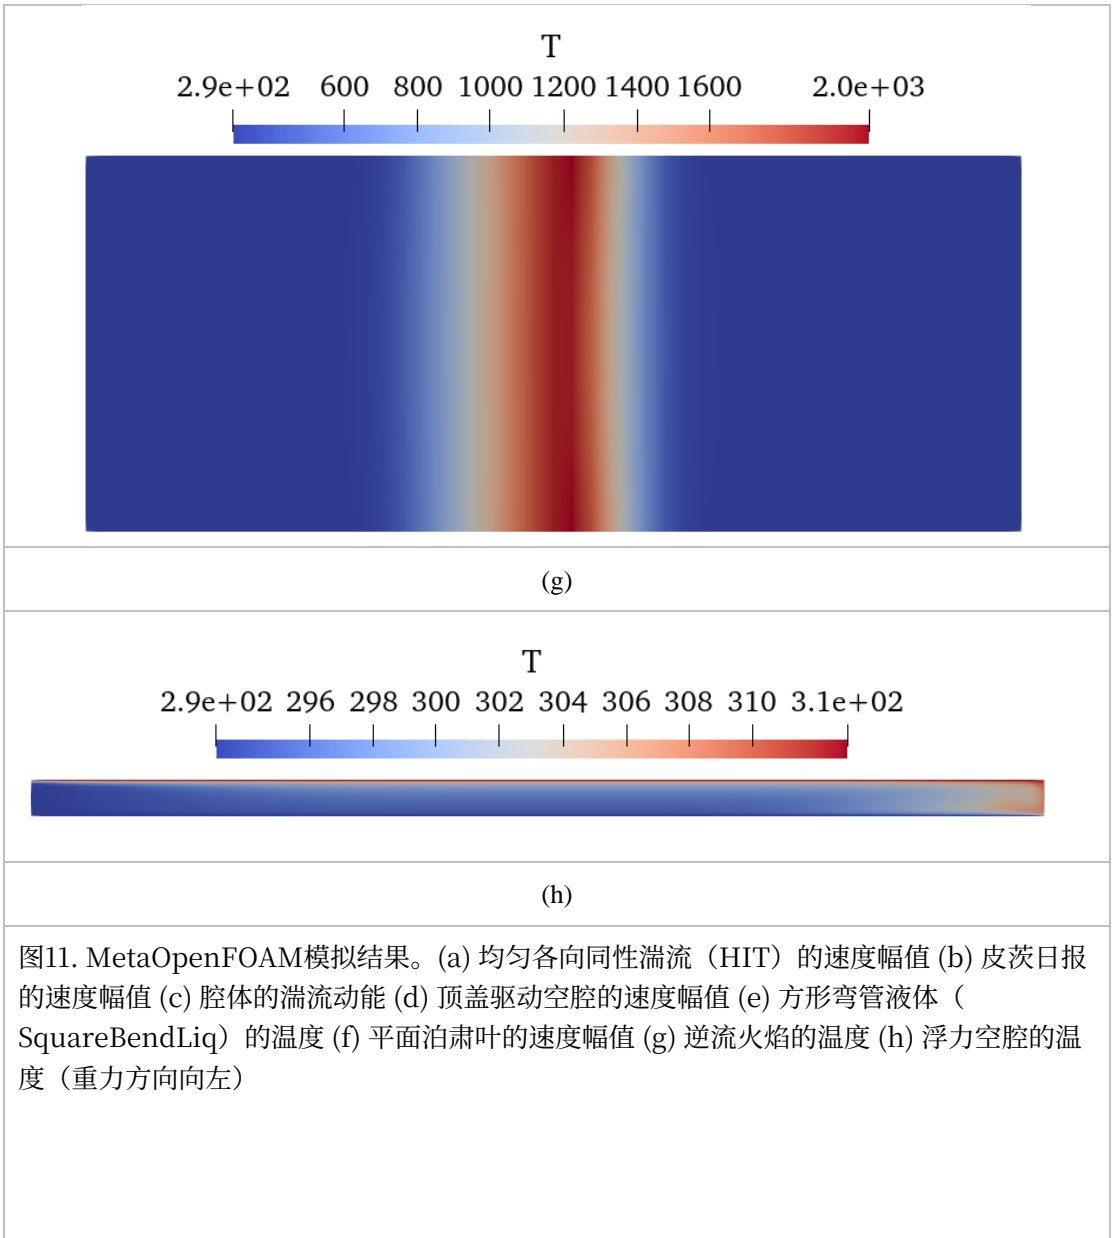 T
2.9e+02 600 800 1000 1200 1400 1600 2.0e+03
(g)
T
2.9e+02 296 298 300 302 304 306 308 310 3.1e+02
(h)
图11. MetaOpenFOAM模拟结果。(a) 均匀各向同性湍流（HIT）的速度幅值 (b) 皮茨日报
的速度幅值 (c) 腔体的湍流动能 (d) 顶盖驱动空腔的速度幅值 (e) 方形弯管液体（
SquareBendLiq）的温度 (f) 平面泊肃叶的速度幅值 (g) 逆流火焰的温度 (h) 浮力空腔的温
度（重力方向向左）